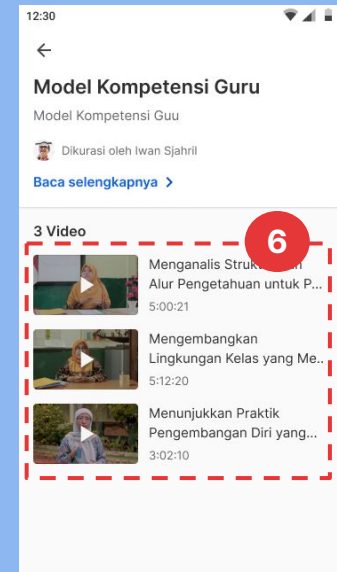 12:30
Model Kompetensi Guru
Model Kompetensi Guu
Dikurasi oleh Iwan Sjahril
Baca selengkapnya >
3 Video
6
Menganalis
Alur Pengetahuan untuk P...
5:00:21
Mengembangkan
Lingkungan Kelas yang Me..
5:12:20
Menunjukkan Praktik
Pengembangan Diri yang...
3:02:10